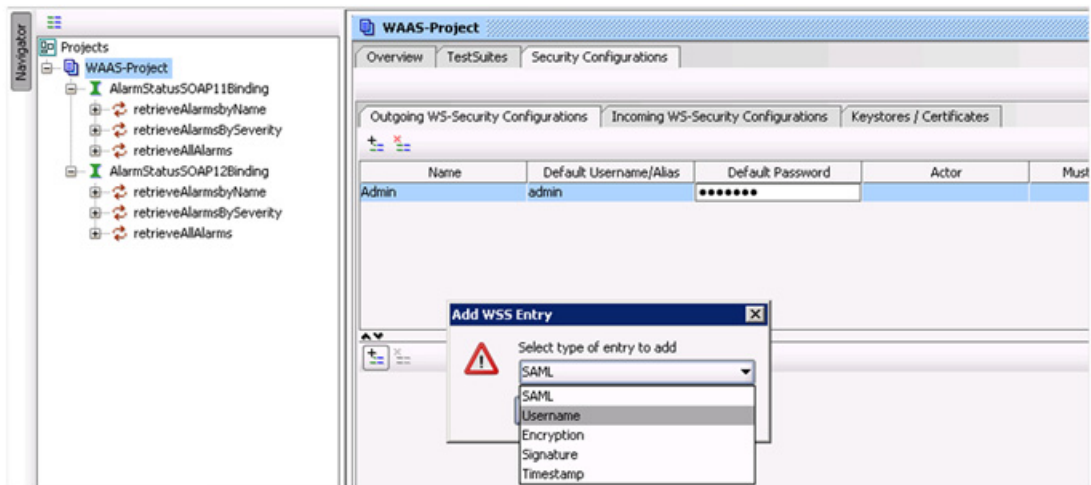 Navigator
Projects
WAAS-Project
AlarmStatusSOAP11Binding
retrieveAlarmsbyName
retrieveAlarmsBySeverity
retrieveAllAlarms
AlarmStatusSOAP12Binding
retrieveAlarmsbyName
retrieveAlarmsBySeverity
retrieveAllAlarms
WAAS-Project
Overview TestSuites Security Configurations
Outgoing WS-Security Configurations Incoming WS-Security Configurations Keystores / Certificates
Name Default Username/Alias Default Password Actor Must
Admin admin •••••••
Add WSS Entry
Select type of entry to add
SAML
SAML
Username
Encryption
Signature
Timestamp